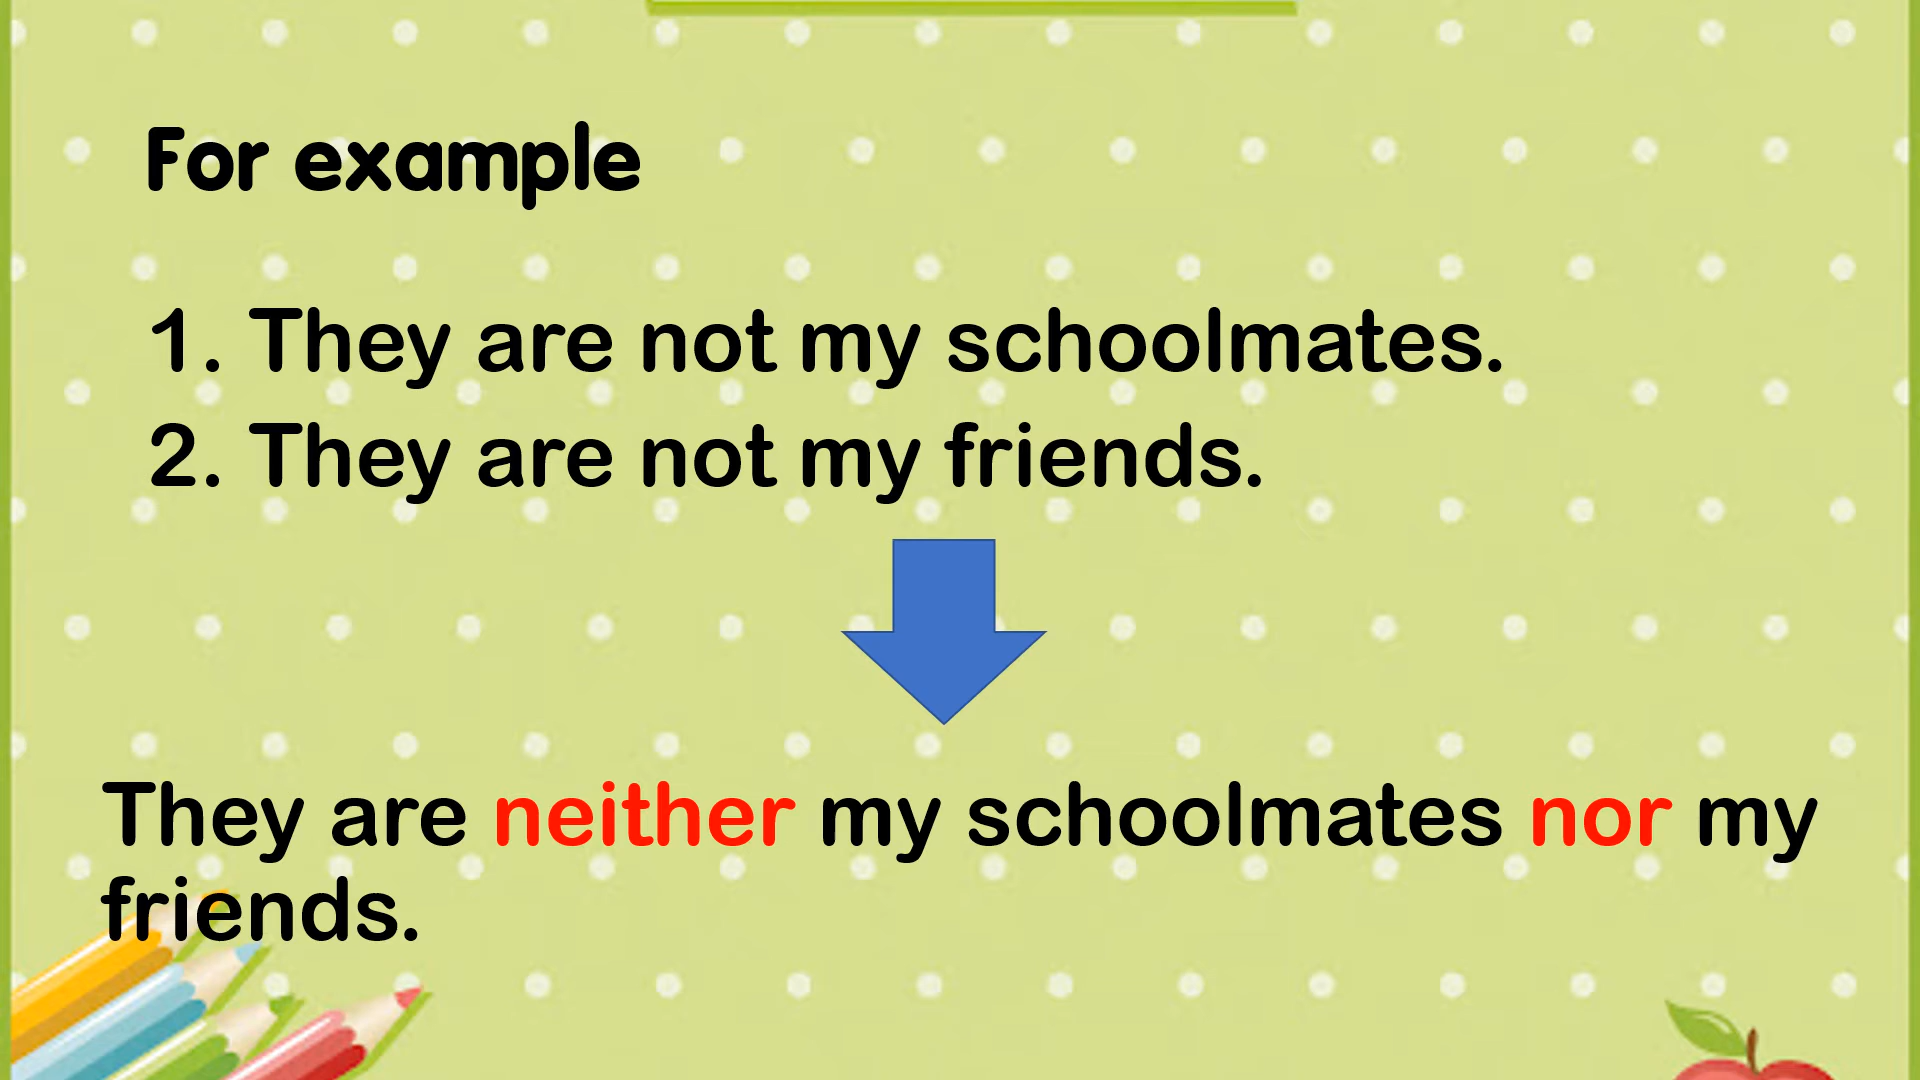 For example
1. They are not my schoolmates.
2. They are not my friends.
They are neither my schoolmates nor my
friends.